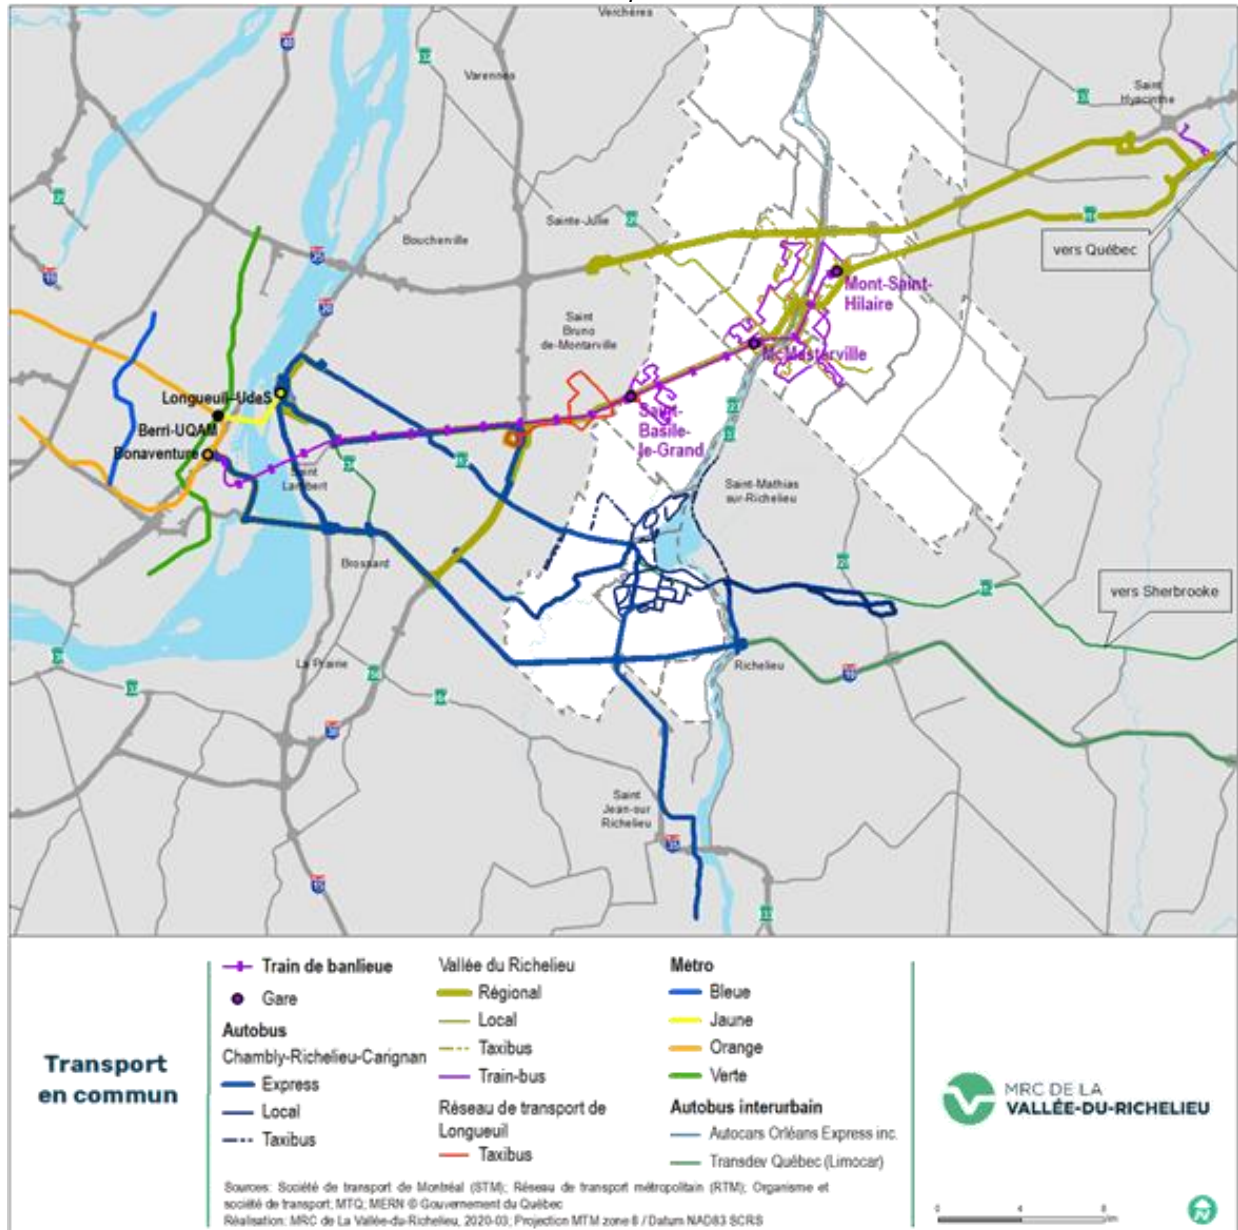 Verchères
Varennes
Saint
Hyacinthe
Sainte-Julie
Boucherville
vers Québec
Mont-Saint-
Hilaire
Saint
Bruno
de-Montarville
McMasterville
Longueuil-UdeS
Berri-UQAM
Bonaventure
Saint-
Basile-
le-Grand
Saint
Lambert
Saint-Mathias
sur-Richelieu
Brossard
vers Sherbrooke
La Prairie
Richelieu
Saint
Jean-sur
Richelieu
Transport
en commun
Train de banlieue
Gare
Autobus
Chambly-Richelieu-Carignan
Express
Local
Taxibus
Vallée du Richelieu
Régional
Local
Taxibus
Train-bus
Réseau de transport de
Longueuil
Taxibus
Métro
Bleue
Jaune
Orange
Verte
Autobus interurbain
Autocars Orléans Express inc.
Transdev Québec (Limocar)
MRC DE LA
VALLÉE-DU-RICHELIEU
Sources: Société de transport de Montréal (STM); Réseau de transport métropolitain (RTM); Organisme et
société de transport; MTQ; MERN © Gouvernement du Québec
Réalisation: MRC de La Vallée-du-Richelieu, 2020-03; Projection MTM zone 8 / Datum NAD83 SCRS